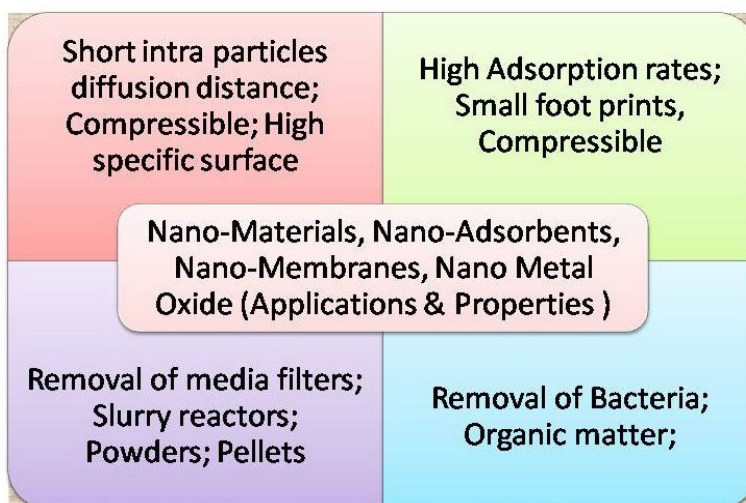 Short intra particles
diffusion distance;
Compressible; High
specific surface
High Adsorption rates;
Small foot prints,
Compressible
Nano-Materials, Nano-Adsorbents,
Nano-Membranes, Nano Metal
Oxide (Applications & Properties )
Removal of media filters;
Slurry reactors;
Powders; Pellets
Removal of Bacteria;
Organic matter;